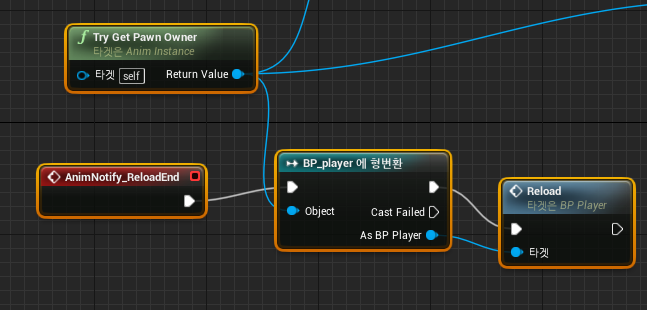 Try Get Pawn Owner
타겟은 Anim Instance
타겟 self Return Value
AnimNotify_ReloadEnd
BP_player 에 형변환
Object Cast Failed
As BP Player
Reload
타겟은 BP Player
타겟